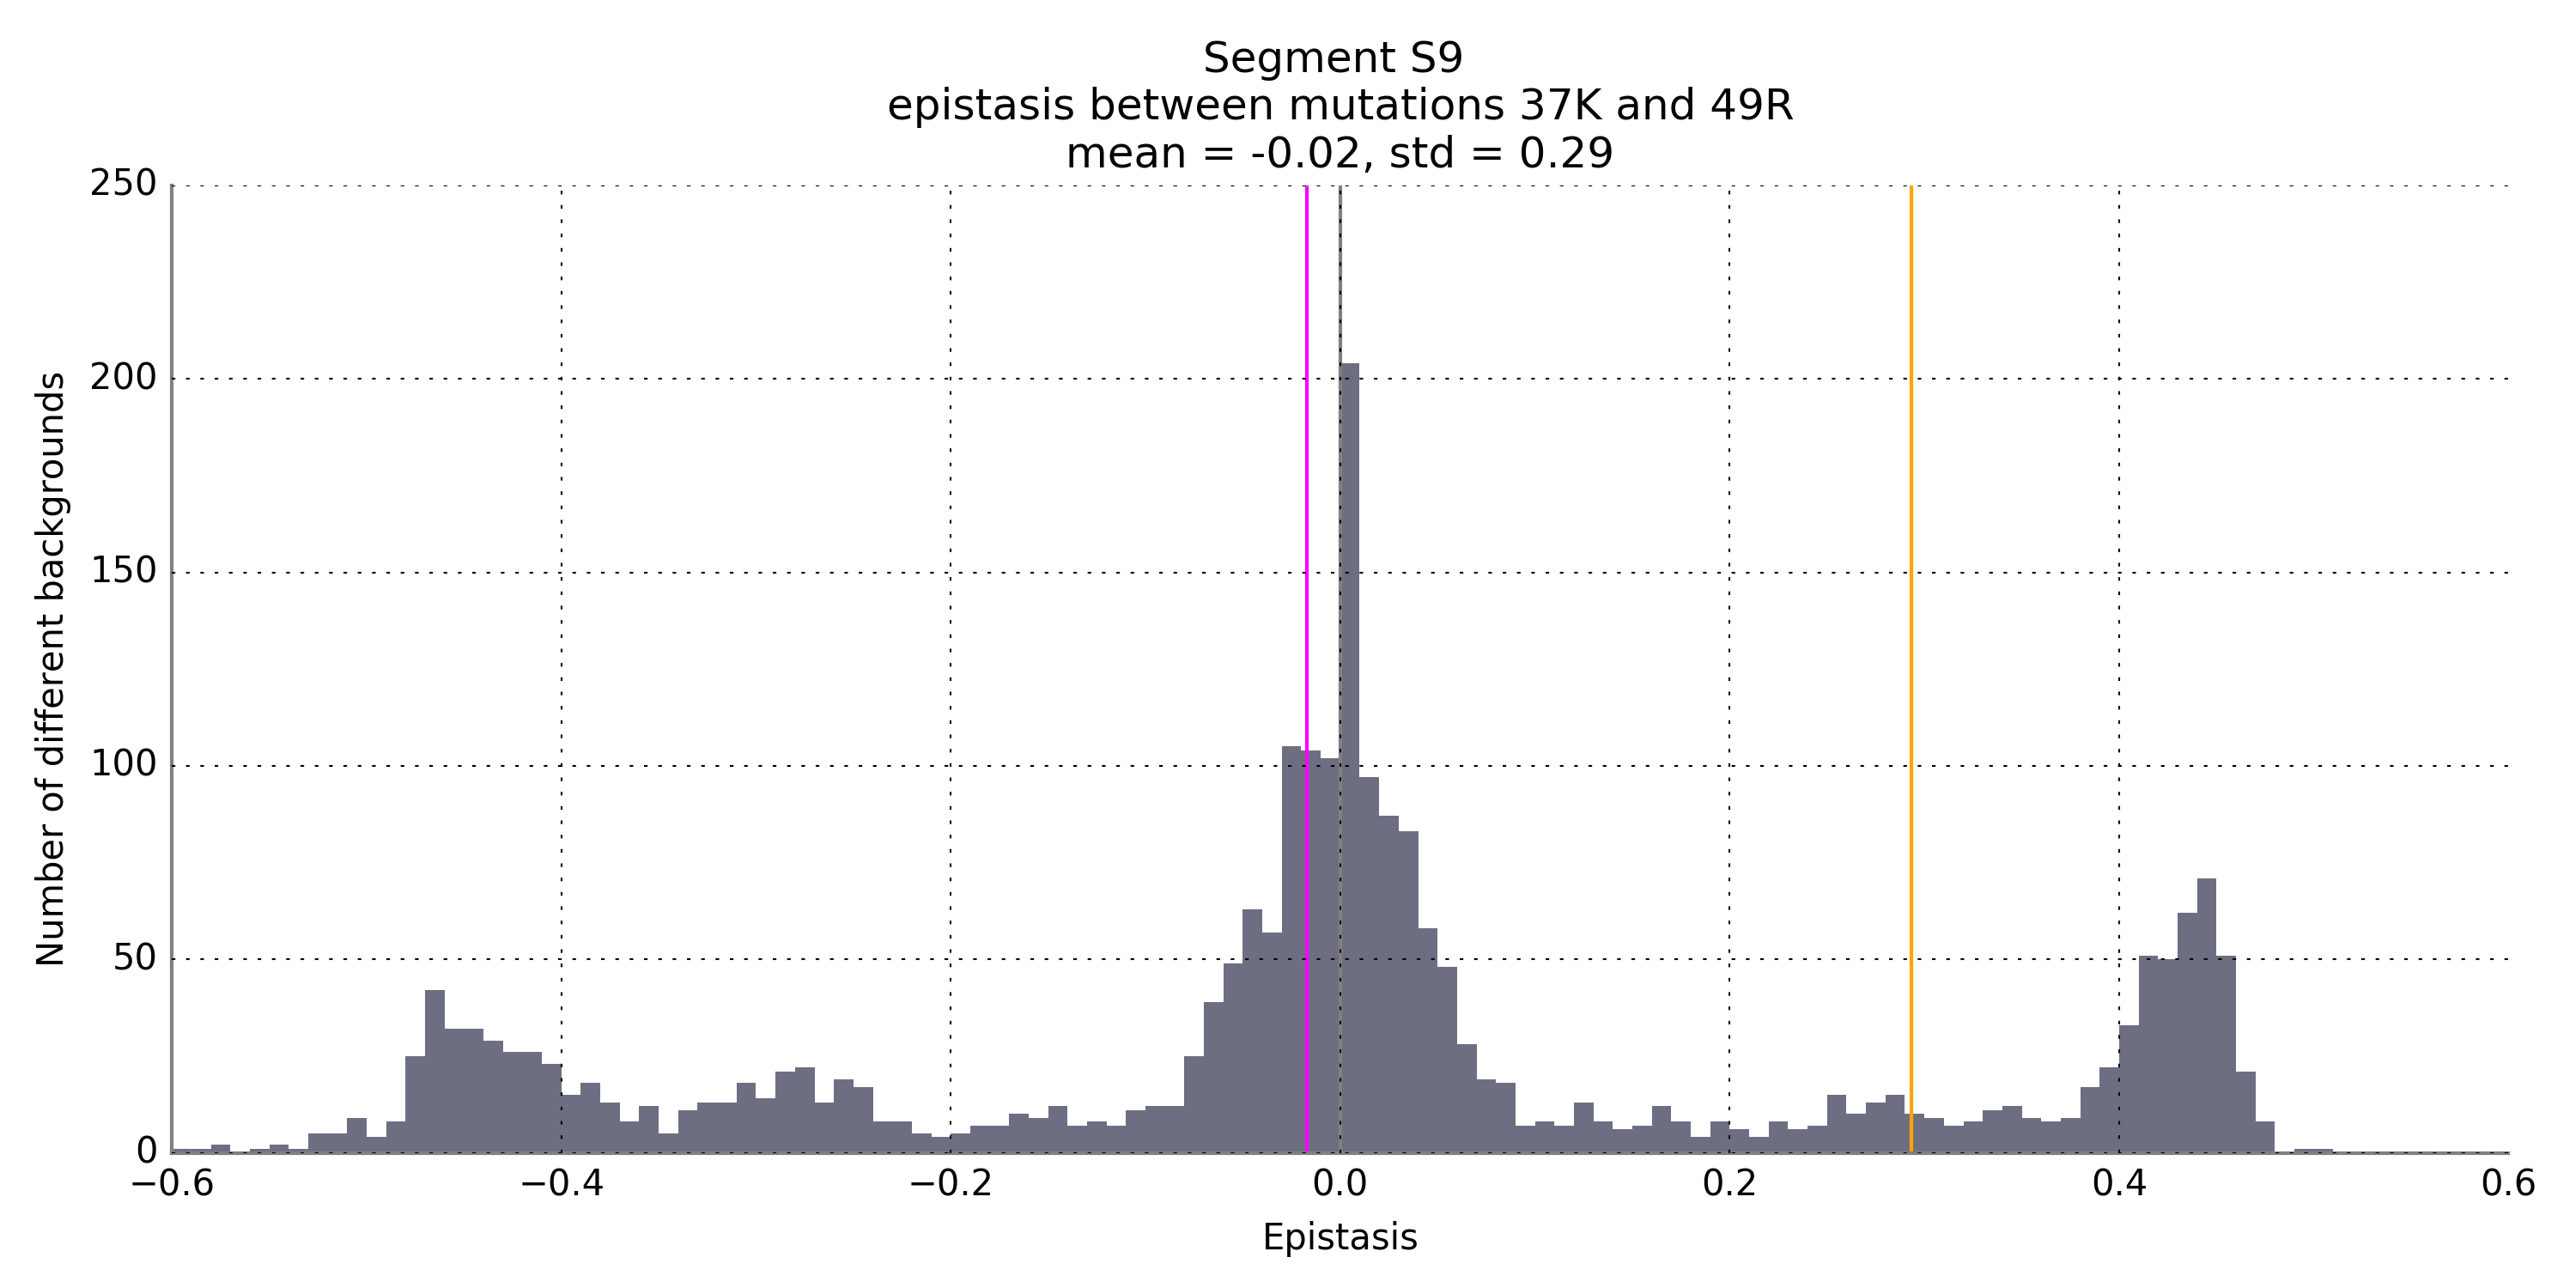 Segment S9
epistasis between mutations 37K and 49R
mean = -0.02, std = 0.29
250
200
150
100
50
0
Number of different backgrounds
−0.6 −0.4 −0.2 0.0 0.2 0.4 0.6
Epistasis